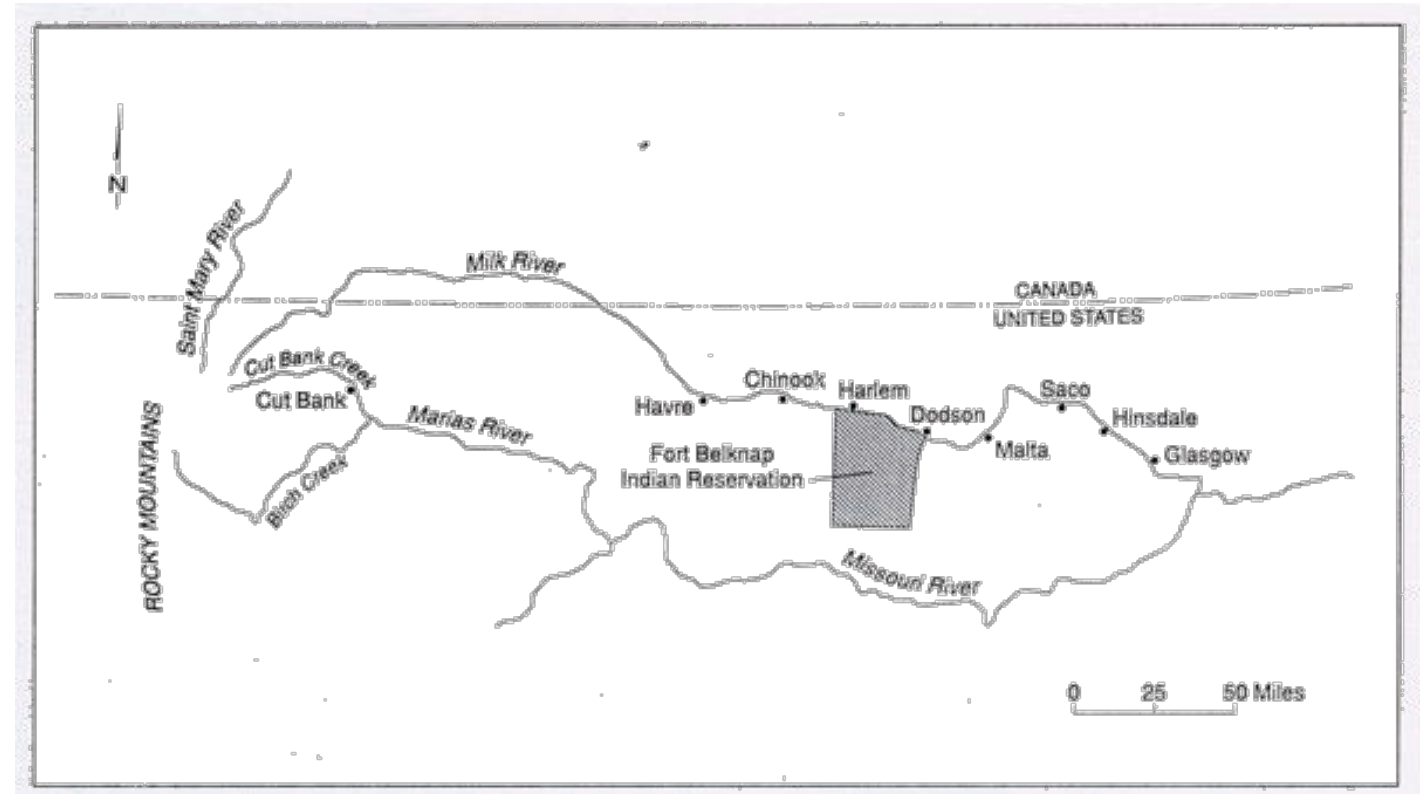 N
Saint Mary River
Milk River
CANADA
UNITED STATES
Cut Bank Creek
Cut Bank
Marias River
Birch Creek
ROCKY MOUNTAINS
Havre
Chinook
Harlem
Dodson
Fort Belknap
Indian Reservation
Malta
Saco
Hinsdale
Glasgow
Missouri River
0 25 50 Miles